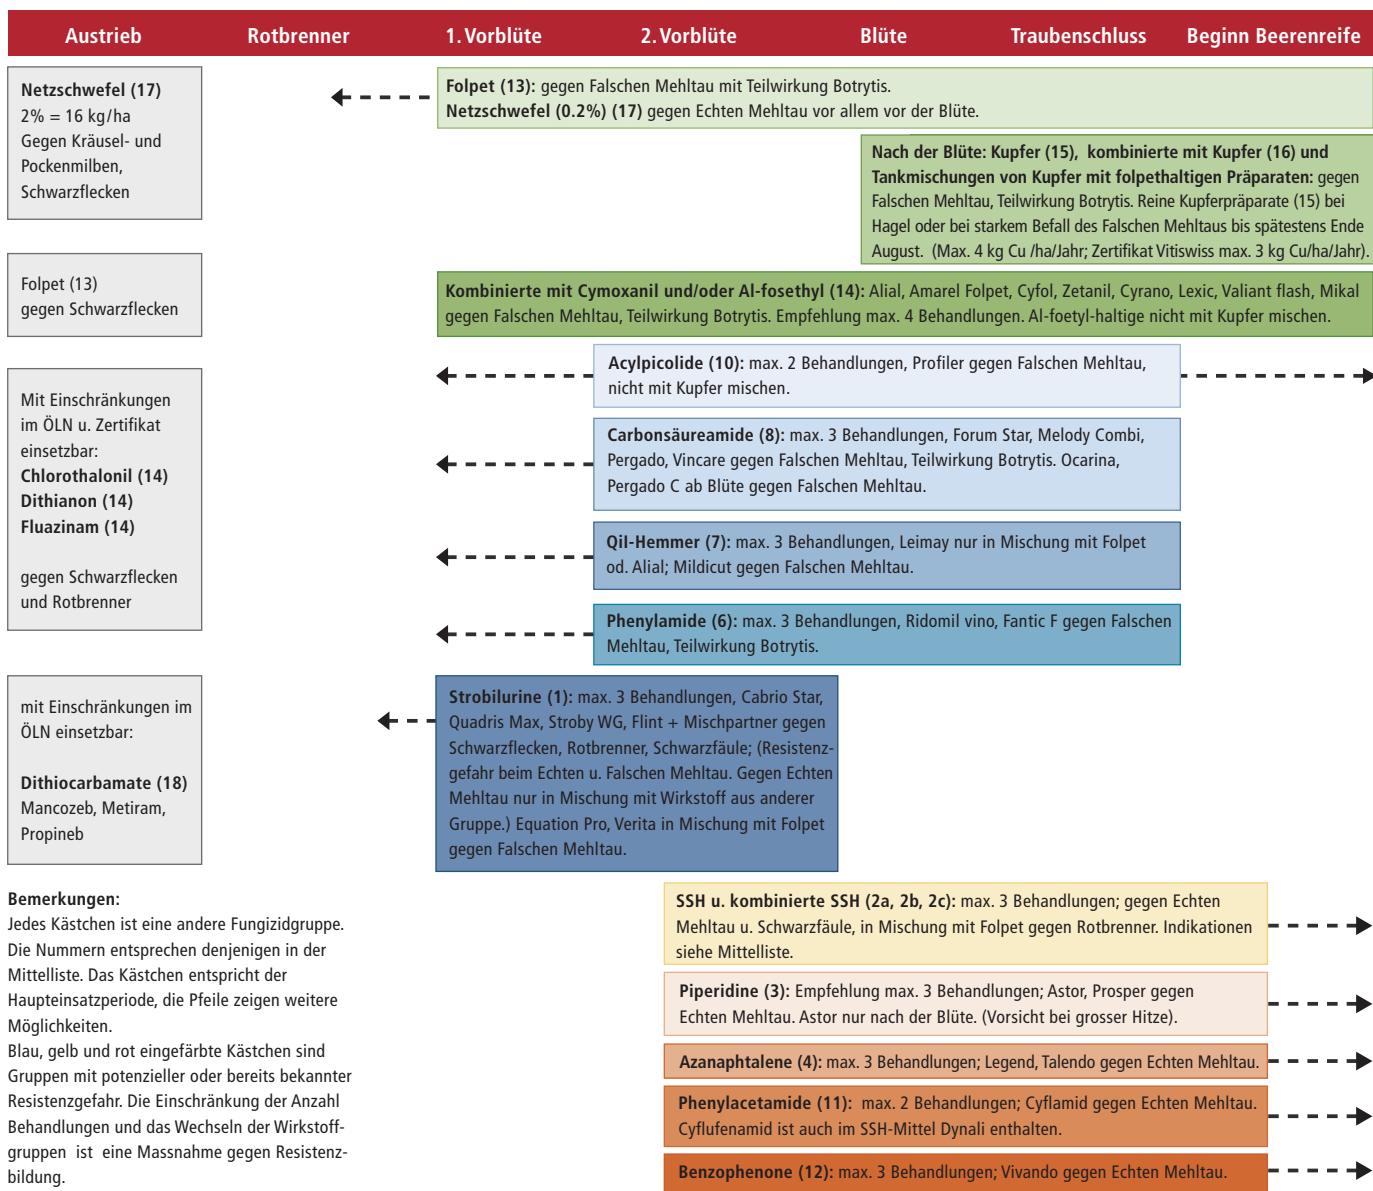 Austrieb Rotbrenner 1. Vorblüte 2. Vorblüte Blüte Traubenschluss Beginn Beerenreife
Netzschwefel (17)
2% = 16 kg/ha
Gegen Kräusel- und
Pockenmilben,
Schwarzflecken
Folpet (13): gegen Falschen Mehltau mit Teilwirkung Botrytis.
Netzschwefel (0.2%) (17) gegen Echten Mehltau vor allem vor der Blüte.
Nach der Blüte: Kupfer (15), kombinierte mit Kupfer (16) und
Tankmischungen von Kupfer mit folpethaltigen Präparaten: gegen
Falschen Mehltau, Teilwirkung Botrytis. Reine Kupferpräparate (15) bei
Hagel oder bei starkem Befall des Falschen Mehltaus bis spätestens Ende
August. (Max. 4 kg Cu /ha/Jahr; Zertifikat Vitiswiss max. 3 kg Cu/ha/Jahr).
Folpet (13)
gegen Schwarzflecken
Kombinierte mit Cymoxanil und/oder Al-fosethyl (14): Alial, Amarel Folpet, Cyfol, Zetanil, Cyrano, Lexic, Valiant flash, Mikal
gegen Falschen Mehltau, Teilwirkung Botrytis. Empfehlung max. 4 Behandlungen. Al-foetyl-haltige nicht mit Kupfer mischen.
Mit Einschränkungen
im ÖLN u. Zertifikat
einsetzbar:
Chlorothalonil (14)
Dithianon (14)
Fluazinam (14)
gegen Schwarzflecken
und Rotbrenner
Acylpicolide (10): max. 2 Behandlungen, Profiler gegen Falschen Mehltau,
nicht mit Kupfer mischen.
Carbonsäureamide (8): max. 3 Behandlungen, Forum Star, Melody Combi,
Pergado, Vincare gegen Falschen Mehltau, Teilwirkung Botrytis. Ocarina,
Pergado C ab Blüte gegen Falschen Mehltau.
QiI-Hemmer (7): max. 3 Behandlungen, Leimay nur in Mischung mit Folpet
od. Alial; Mildicut gegen Falschen Mehltau.
Phenylamide (6): max. 3 Behandlungen, Ridomil vino, Fantic F gegen Falschen
Mehltau, Teilwirkung Botrytis.
mit Einschränkungen im
ÖLN einsetzbar:
Dithiocarbamate (18)
Mancozeb, Metiram,
Propineb
Strobilurine (1): max. 3 Behandlungen, Cabrio Star,
Quadris Max, Stroby WG, Flint + Mischpartner gegen
Schwarzflecken, Rotbrenner, Schwarzfäule; (Resistenz-
gefahr beim Echten u. Falschen Mehltau. Gegen Echten
Mehltau nur in Mischung mit Wirkstoff aus anderer
Gruppe.) Equation Pro, Verita in Mischung mit Folpet
gegen Falschen Mehltau.
Bemerkungen:
Jedes Kästchen ist eine andere Fungizidgruppe.
Die Nummern entsprechen denjenigen in der
Mittelliste. Das Kästchen entspricht der
Haupteinsatzperiode, die Pfeile zeigen weitere
Möglichkeiten.
Blau, gelb und rot eingefärbte Kästchen sind
Gruppen mit potenzieller oder bereits bekannter
Resistenzgefahr. Die Einschränkung der Anzahl
Behandlungen und das Wechseln der Wirkstoff-
gruppen ist eine Massnahme gegen Resistenz-
bildung.
SSH u. kombinierte SSH (2a, 2b, 2c): max. 3 Behandlungen; gegen Echten
Mehltau u. Schwarzfäule, in Mischung mit Folpet gegen Rotbrenner. Indikationen
siehe Mittelliste.
Piperidine (3): Empfehlung max. 3 Behandlungen; Astor, Prosper gegen
Echten Mehltau. Astor nur nach der Blüte. (Vorsicht bei grosser Hitze).
Azanaphtalene (4): max. 3 Behandlungen; Legend, Talendo gegen Echten Mehltau.
Phenylacetamide (11): max. 2 Behandlungen; Cyflamid gegen Echten Mehltau.
Cyflufenamid ist auch im SSH-Mittel Dynali enthalten.
Benzophenone (12): max. 3 Behandlungen; Vivando gegen Echten Mehltau.